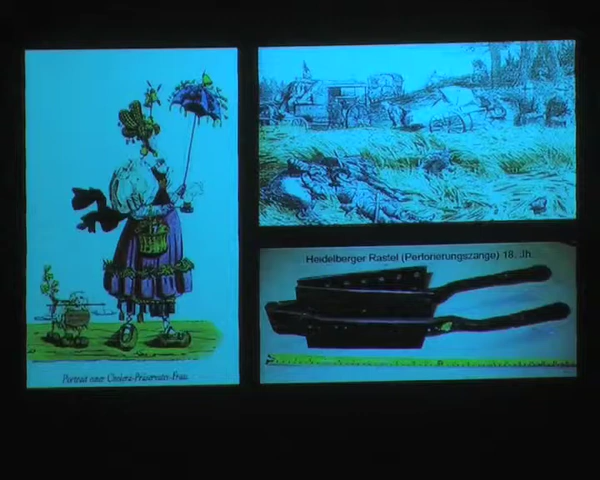 Heidelberger Rastel (Perforierungszange) 18. Jh.
Portrait einer Cholera-Präservativ-Frau.